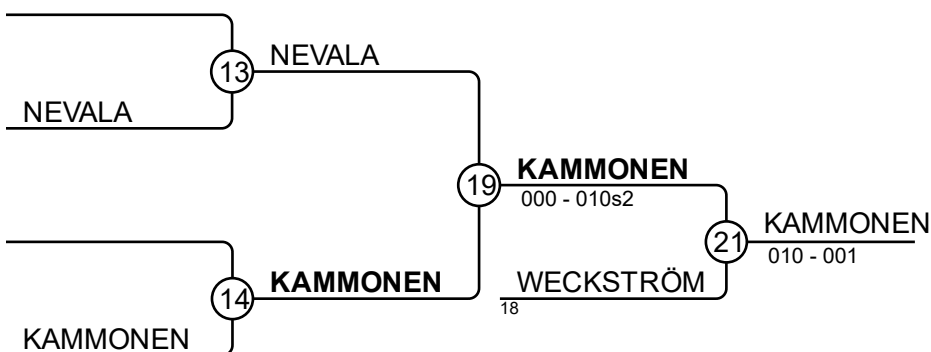 13
NEVALA
NEVALA
19
KAMMONEN
000 - 010s2
21
KAMMONEN
010 - 001
14
KAMMONEN
WECKSTRÖM
18
KAMMONEN